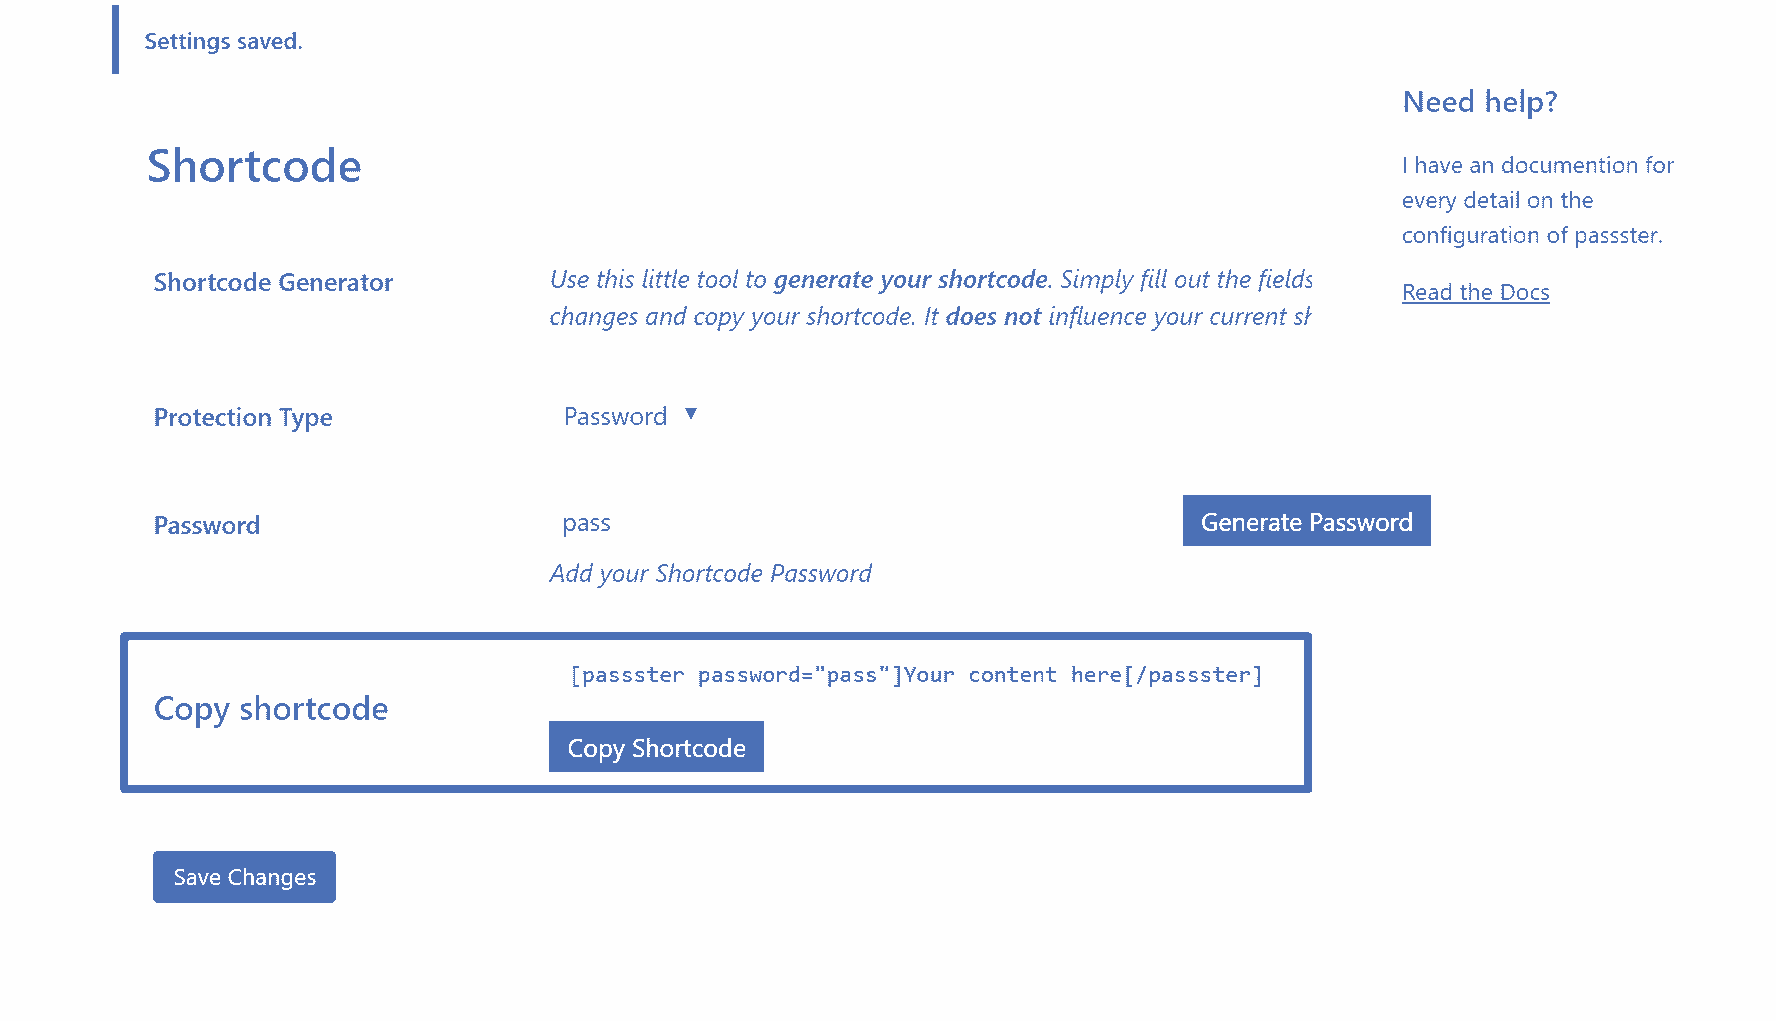 Settings saved.
Need help?
Shortcode
I have an documention for
every detail on the
configuration of passster.
Read the Docs
Shortcode Generator
Use this little tool to generate your shortcode. Simply fill out the fields
changes and copy your shortcode. It does not influence your current
Protection Type
Password ▼
Password
pass
Generate Password
Add your Shortcode Password
[passster password="pass"]Your content here[/passster]
Copy shortcode
Copy Shortcode
Save Changes